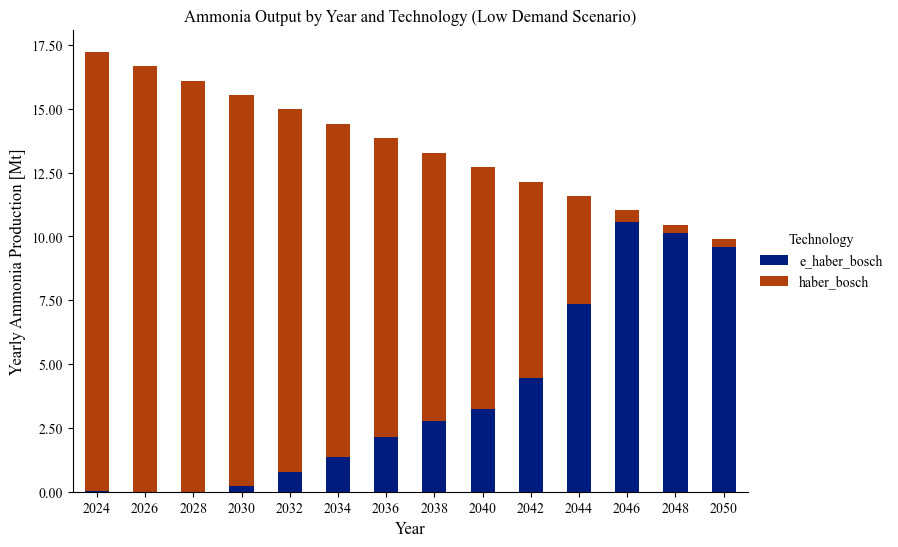 Ammonia Output by Year and Technology (Low Demand Scenario)
Yearly Ammonia Production [Mt]
17.50
15.00
12.50
10.00
7.50
5.00
2.50
0.00
2024 2026 2028 2030 2032 2034 2036 2038 2040 2042 2044 2046 2048 2050
Year
Technology
e_haber_bosch
haber_bosch